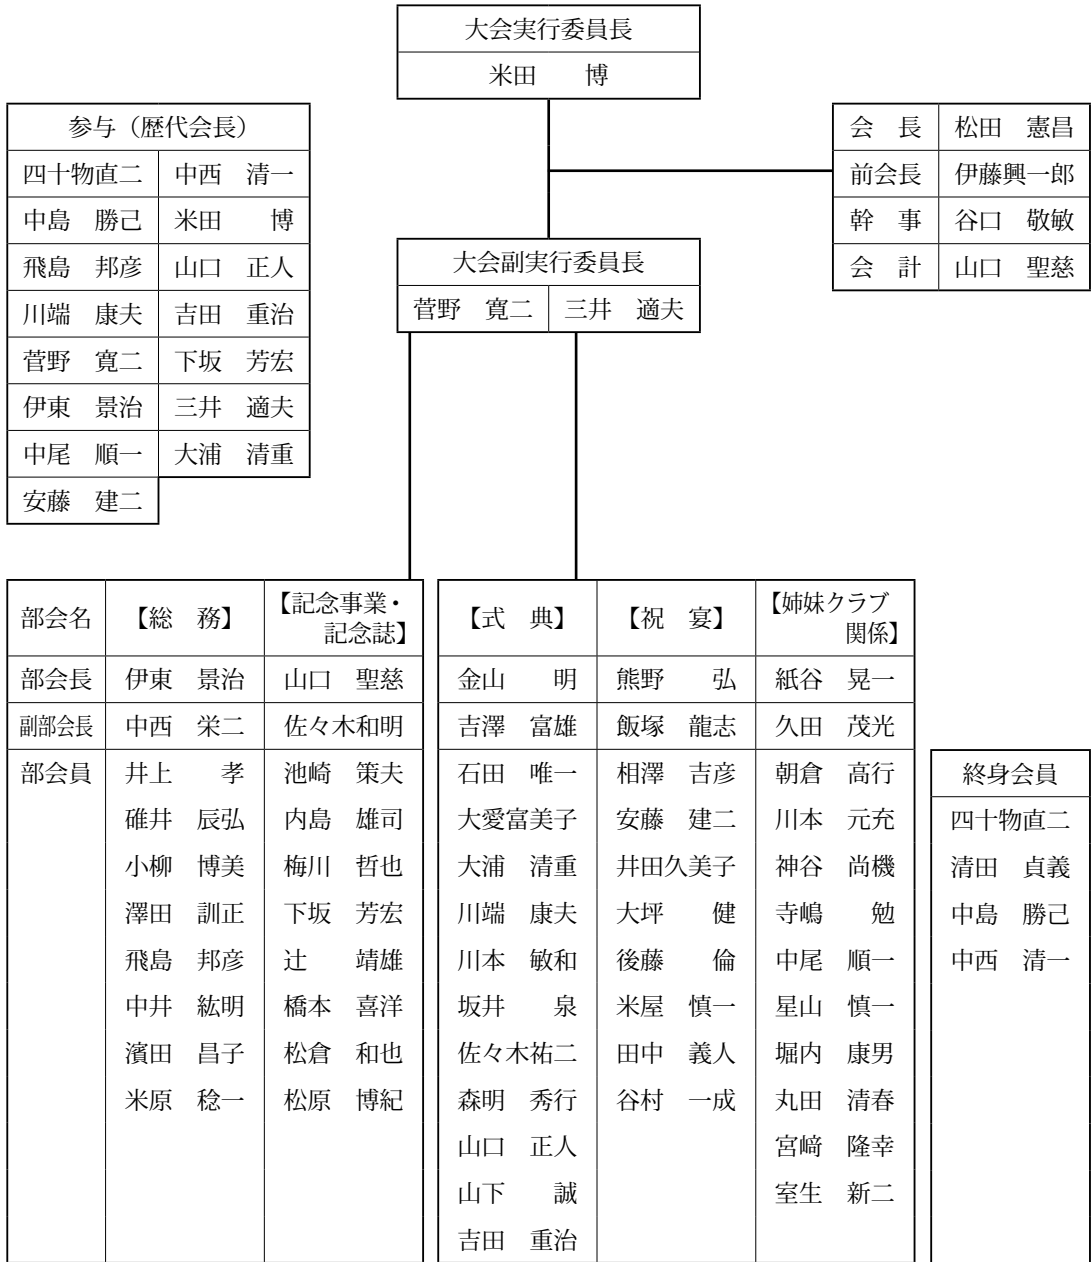 大会実行委員長
米田　　博
参与（歴代会長）
四十物直二　中西　清一
中島　勝己　米田　　博
飛島　邦彦　山口　正人
川端　康夫　吉田　重治
菅野　寛二　下坂　芳宏
伊東　景治　三井　適夫
中尾　順一　大浦　清重
安藤　建二
会　長　松田　憲昌
前会長　伊藤興一郎
幹　事　谷口　敬敏
会　計　山口　聖慈
大会副実行委員長
菅野　寛二　三井　適夫
部会名　【総　務】　【記念事業・
記念誌】
部会長　伊東　景治　山口　聖慈
副部会長　中西　栄二　佐々木和明
部会員　井上　　孝　池崎　策夫
碓井　辰弘　内島　雄司
小柳　博美　梅川　哲也
澤田　訓正　下坂　芳宏
飛島　邦彦　辻　　靖雄
中井　紘明　橋本　喜洋
濱田　昌子　松倉　和也
米原　稔一　松原　博紀
【式　典】　【祝　宴】　【姉妹クラブ
関係】
金山　　明　熊野　　弘　紙谷　晃一
吉澤　富雄　飯塚　龍志　久田　茂光
石田　唯一　相澤　吉彦　朝倉　高行
大愛富美子　安藤　建二　川本　元充
大浦　清重　井田久美子　神谷　尚機
川端　康夫　大坪　　健　寺嶋　　勉
川本　敏和　後藤　　倫　中尾　順一
坂井　　泉　米屋　慎一　星山　慎一
佐々木祐二　田中　義人　堀内　康男
森明　秀行　谷村　一成　丸田　清春
山口　正人　宮﨑　隆幸
山下　　誠　室生　新二
吉田　重治
終身会員
四十物直二
清田　貞義
中島　勝己
中西　清一